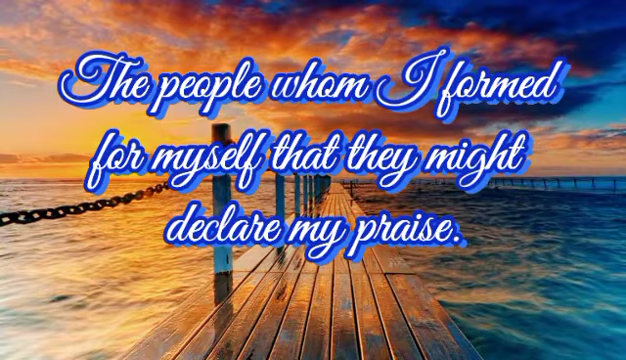 The people whom I formed
for myself that they might
declare my praise.